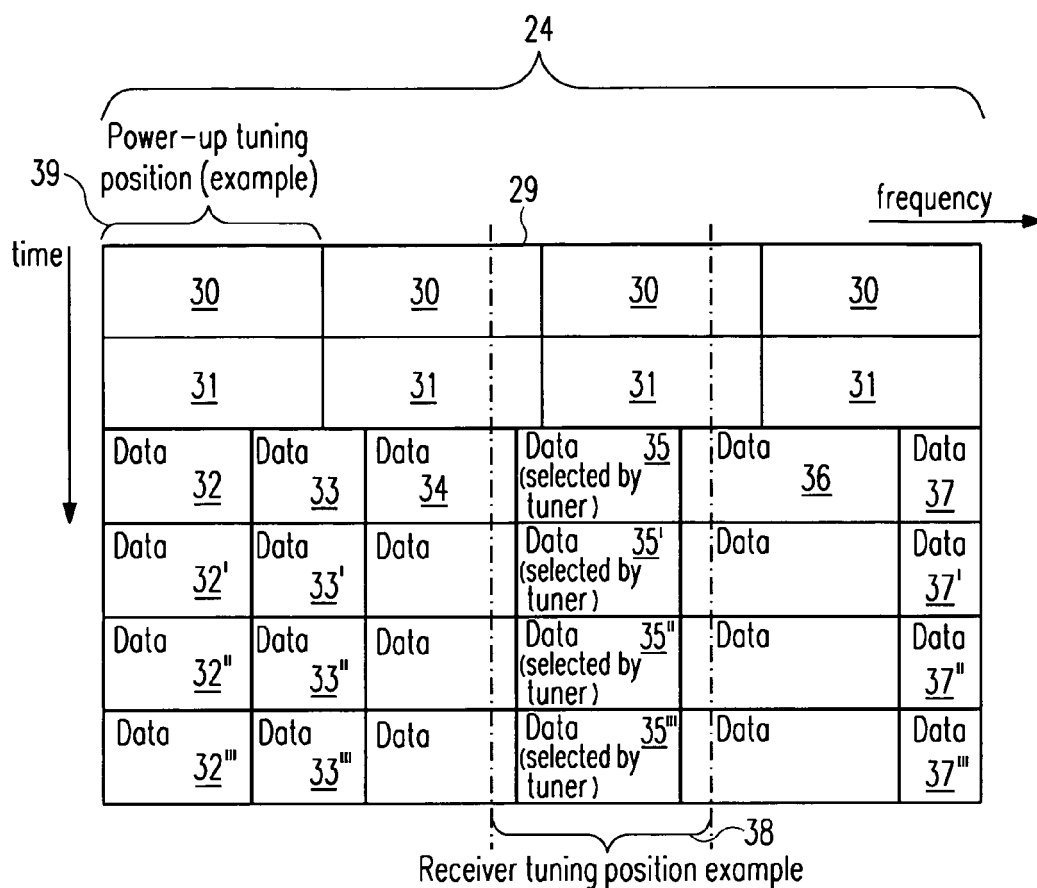 24
Power-up tuning
position (example)
39
29
frequency
time
30 30 30 30
31 31 31 31
Data 32 Data 33 Data 34 Data 35 (selected by tuner) Data 36 Data 37
Data 32' Data 33' Data Data 35' (selected by tuner) Data Data 37'
Data 32" Data 33" Data Data 35" (selected by tuner) Data Data 37"
Data 32''' Data 33''' Data Data 35''' (selected by tuner) Data Data 37'''
38
Receiver tuning position example